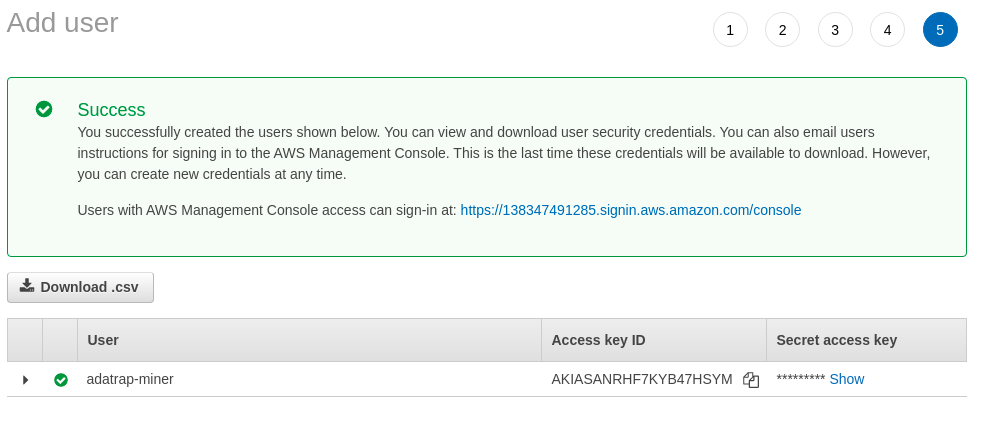 Add user
1 2 3 4 5
Success
You successfully created the users shown below. You can view and download user security credentials. You can also email users
instructions for signing in to the AWS Management Console. This is the last time these credentials will be available to download. However,
you can create new credentials at any time.
Users with AWS Management Console access can sign-in at: https://138347491285.signin.aws.amazon.com/console
Download .csv
User Access key ID Secret access key
adatrap-miner AKIASANRHF7KYB47HSYM ********* Show